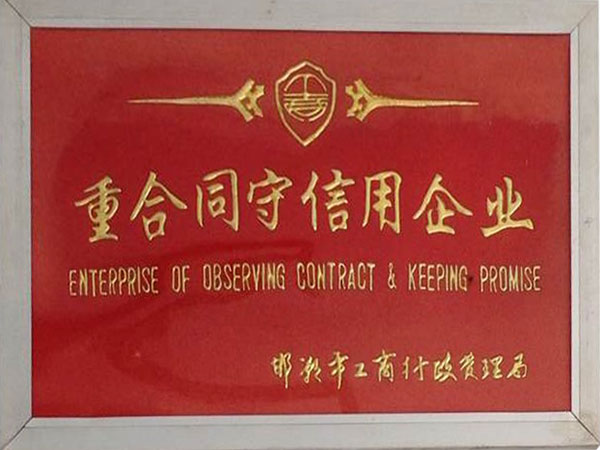 重合同守信用企业
ENTERPRISE OF OBSERVING CONTRACT & KEEPING PROMISE
邯郸市工商行政管理局